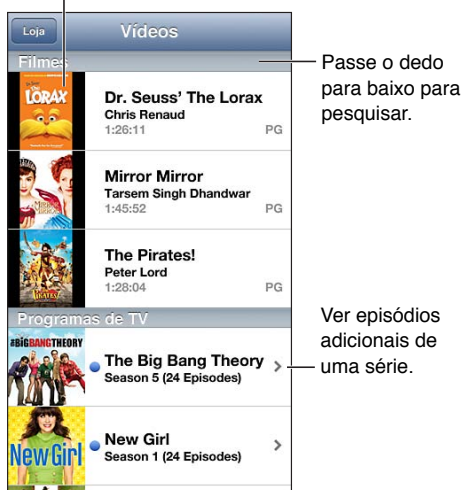 Loja
Vídeos
Filmes
THE LORAX
Dr. Seuss' The Lorax
Chris Renaud
1:26:11
PG
Passe o dedo
para baixo para
pesquisar.
Mirror Mirror
Tarsem Singh Dhandwar
1:45:52
PG
The Pirates!
Peter Lord
1:28:04
PG
Programas de TV
THE BIG BANG THEORY
The Big Bang Theory
Season 5 (24 Episodes)
Ver episódios
adicionais de
uma série.
New Girl
New Girl
Season 1 (24 Episodes)